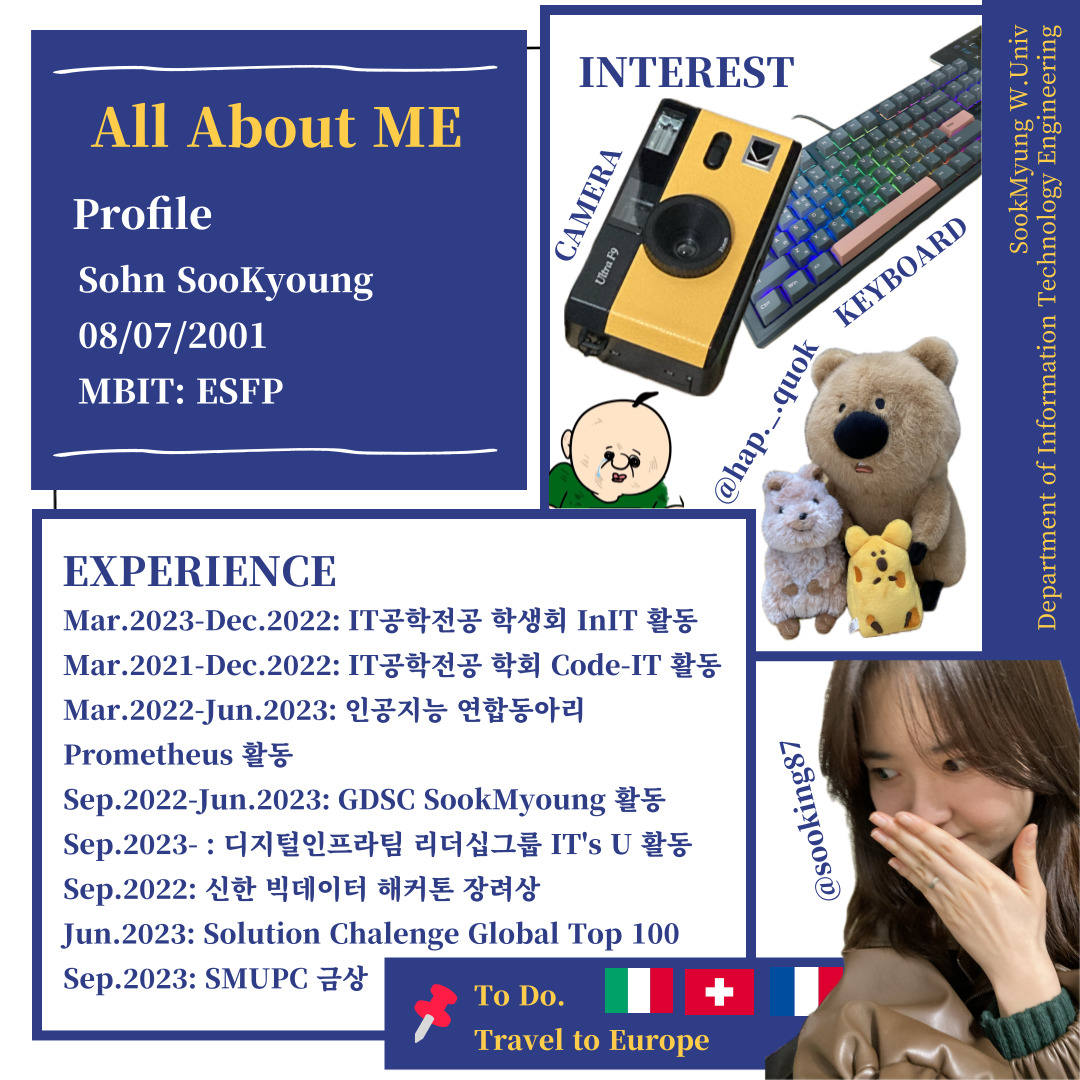 All About ME
Profile
Sohn SooKyoung
08/07/2001
MBIT: ESFP
INTEREST
CAMERA
Ultra F9
KEYBOARD
@hap._.quok
SookMyung W.Univ
Department of Information Technology Engineering
EXPERIENCE
Mar.2023-Dec.2022: IT공학전공 학생회 InIT 활동
Mar.2021-Dec.2022: IT공학전공 학회 Code-IT 활동
Mar.2022-Jun.2023: 인공지능 연합동아리
Prometheus 활동
Sep.2022-Jun.2023: GDSC SookMyoung 활동
Sep.2023- : 디지털인프라팀 리더십그룹 IT's U 활동
Sep.2022: 신한 빅데이터 해커톤 장려상
Jun.2023: Solution Chalenge Global Top 100
Sep.2023: SMUPC 금상
@sooking87
To Do.
Travel to Europe